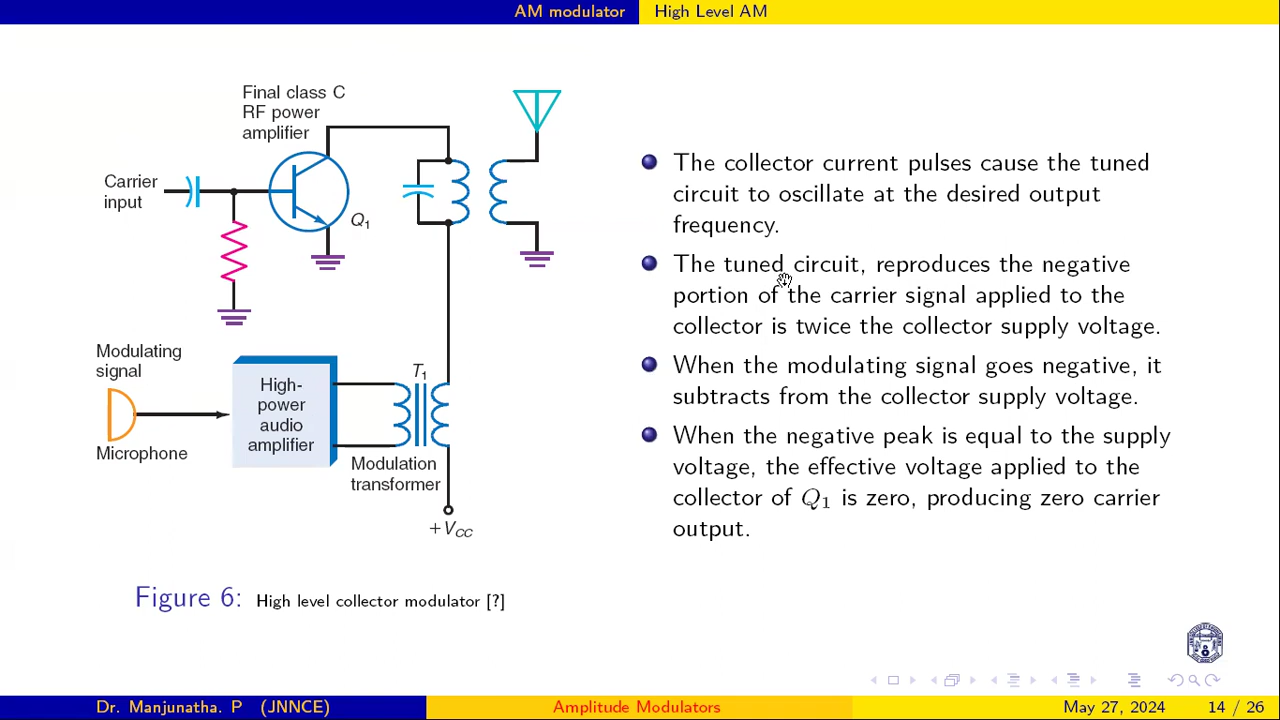 AM modulator
High Level AM
Final class C
RF power
amplifier
Carrier
input
Q1
Modulating
signal
Microphone
High-
power
audio
amplifier
T1
Modulation
transformer
+VCC
Figure 6: High level collector modulator [?]
The collector current pulses cause the tuned
circuit to oscillate at the desired output
frequency.
The tuned circuit, reproduces the negative
portion of the carrier signal applied to the
collector is twice the collector supply voltage.
When the modulating signal goes negative, it
subtracts from the collector supply voltage.
When the negative peak is equal to the supply
voltage, the effective voltage applied to the
collector of Q1 is zero, producing zero carrier
output.
Dr. Manjunatha. P (JNNCE)
Amplitude Modulators
May 27, 2024
14 / 26